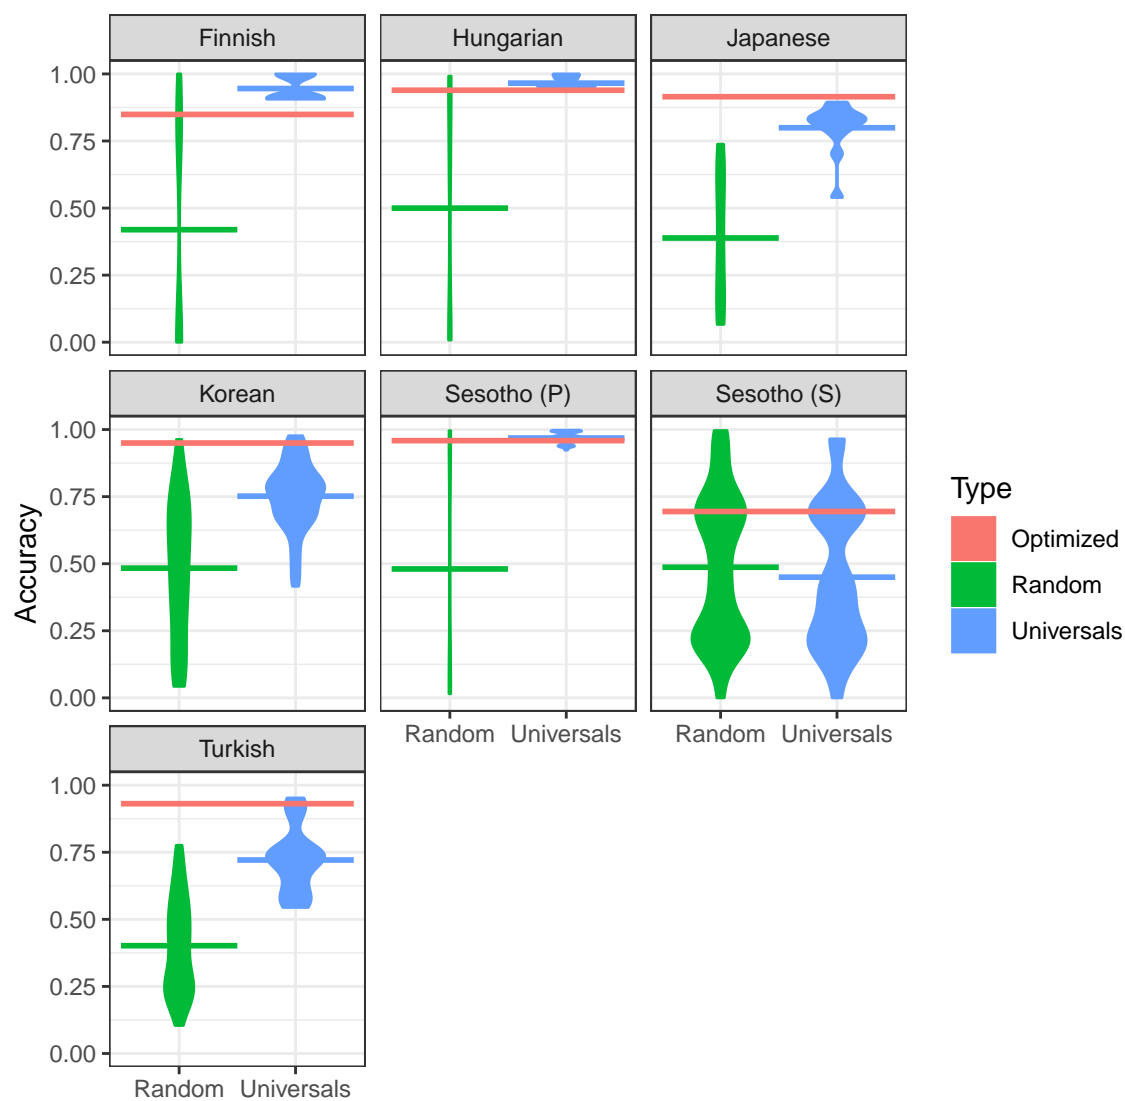 Finnish
Hungarian
Japanese
1.00
0.75
0.50
0.25
0.00
Korean
Sesotho (P)
Sesotho (S)
1.00
0.75
0.50
0.25
0.00
Random Universals
Random Universals
Turkish
1.00
0.75
0.50
0.25
0.00
Random Universals
Accuracy
Type
Optimized
Random
Universals